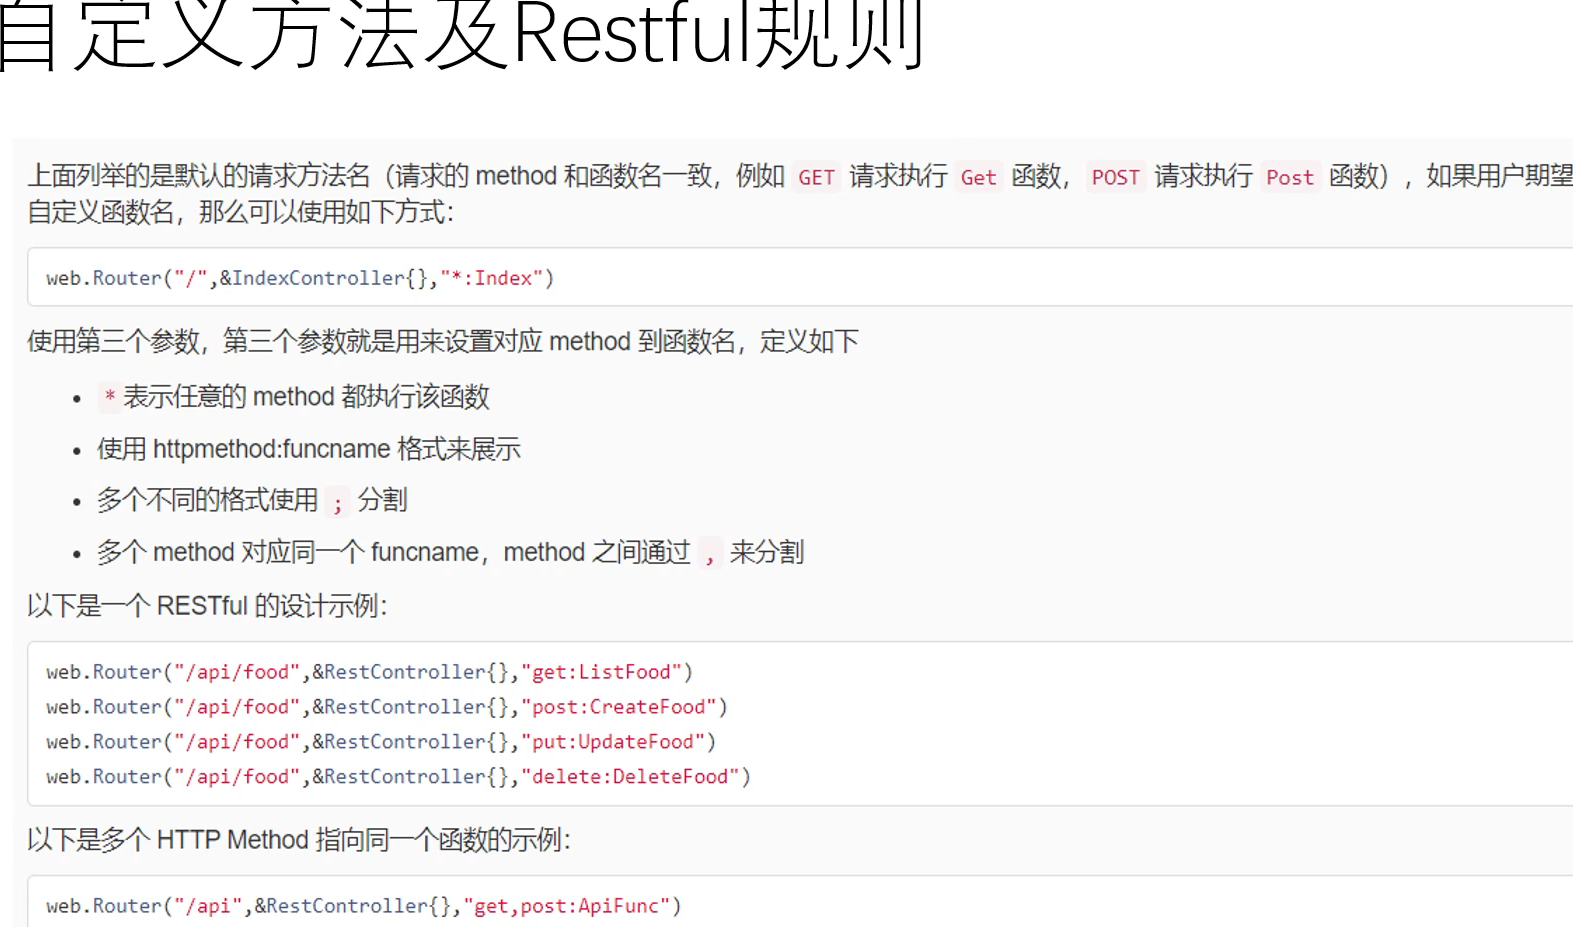 自定义方法及Restful规则
上面列举的是默认的请求方法名（请求的 method 和函数名一致，例如 GET 请求执行 Get 函数， POST 请求执行 Post 函数），如果用户期望
自定义函数名，那么可以使用如下方式：
web.Router("/",&IndexController{},"*:Index")
使用第三个参数，第三个参数就是用来设置对应 method 到函数名，定义如下
• * 表示任意的 method 都执行该函数
• 使用 httpmethod:funcname 格式来展示
• 多个不同的格式使用 ; 分割
• 多个 method 对应同一个 funcname，method 之间通过 , 来分割
以下是一个 RESTful 的设计示例：
web.Router("/api/food",&RestController{},"get:ListFood")
web.Router("/api/food",&RestController{},"post:CreateFood")
web.Router("/api/food",&RestController{},"put:UpdateFood")
web.Router("/api/food",&RestController{},"delete:DeleteFood")
以下是多个 HTTP Method 指向同一个函数的示例：
web.Router("/api",&RestController{},"get,post:ApiFunc")